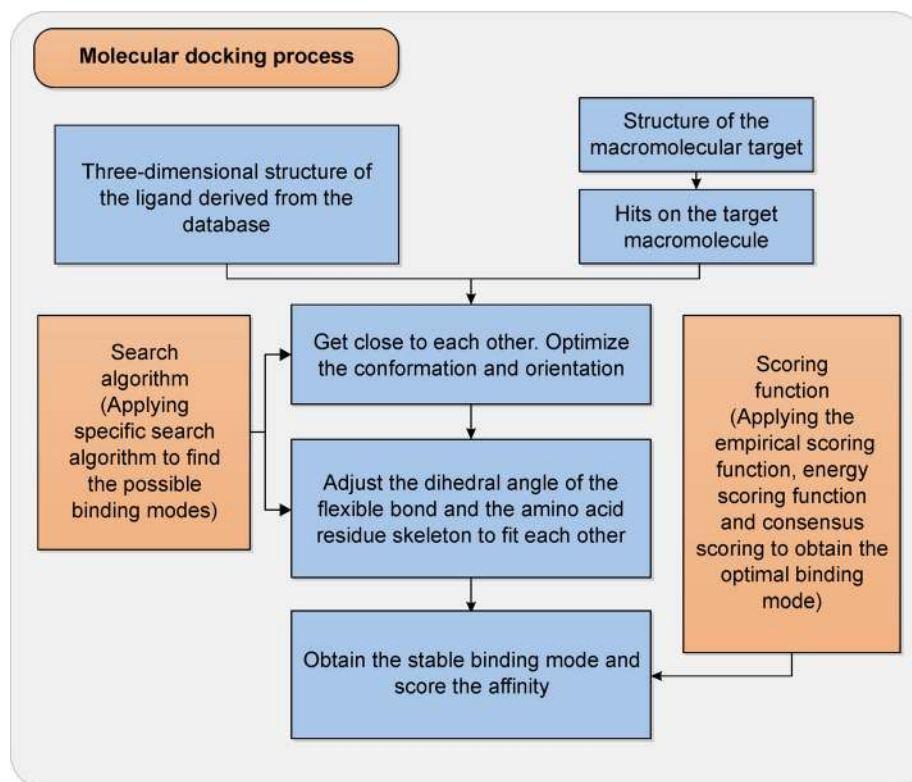 Molecular docking process
Structure of the
macromolecular target
Three-dimensional structure of
the ligand derived from the
database
Hits on the target
macromolecule
Get close to each other. Optimize
the conformation and orientation
Search
algorithm
(Applying
specific search
algorithm to find
the possible
binding modes)
Scoring
function
(Applying the
empirical scoring
function, energy
scoring function
and consensus
scoring to obtain the
optimal binding
mode)
Adjust the dihedral angle of the
flexible bond and the amino acid
residue skeleton to fit each other
Obtain the stable binding mode and
score the affinity